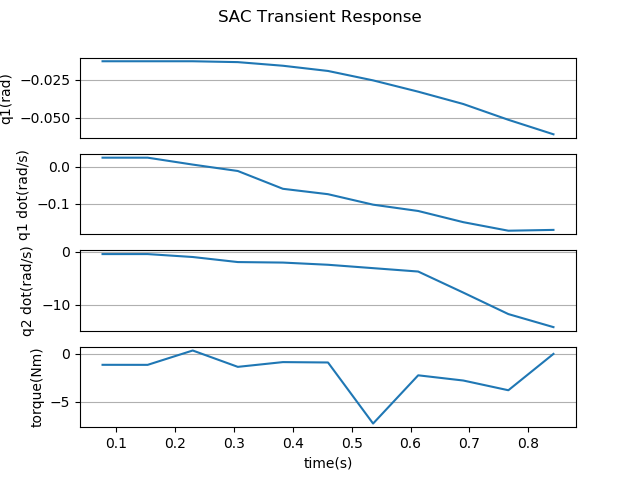 SAC Transient Response
q1(rad)
−0.025
−0.050
q1 dot(rad/s)
0.0
−0.1
q2 dot(rad/s)
0
−10
torque(Nm)
0
−5
0.1 0.2 0.3 0.4 0.5 0.6 0.7 0.8
time(s)